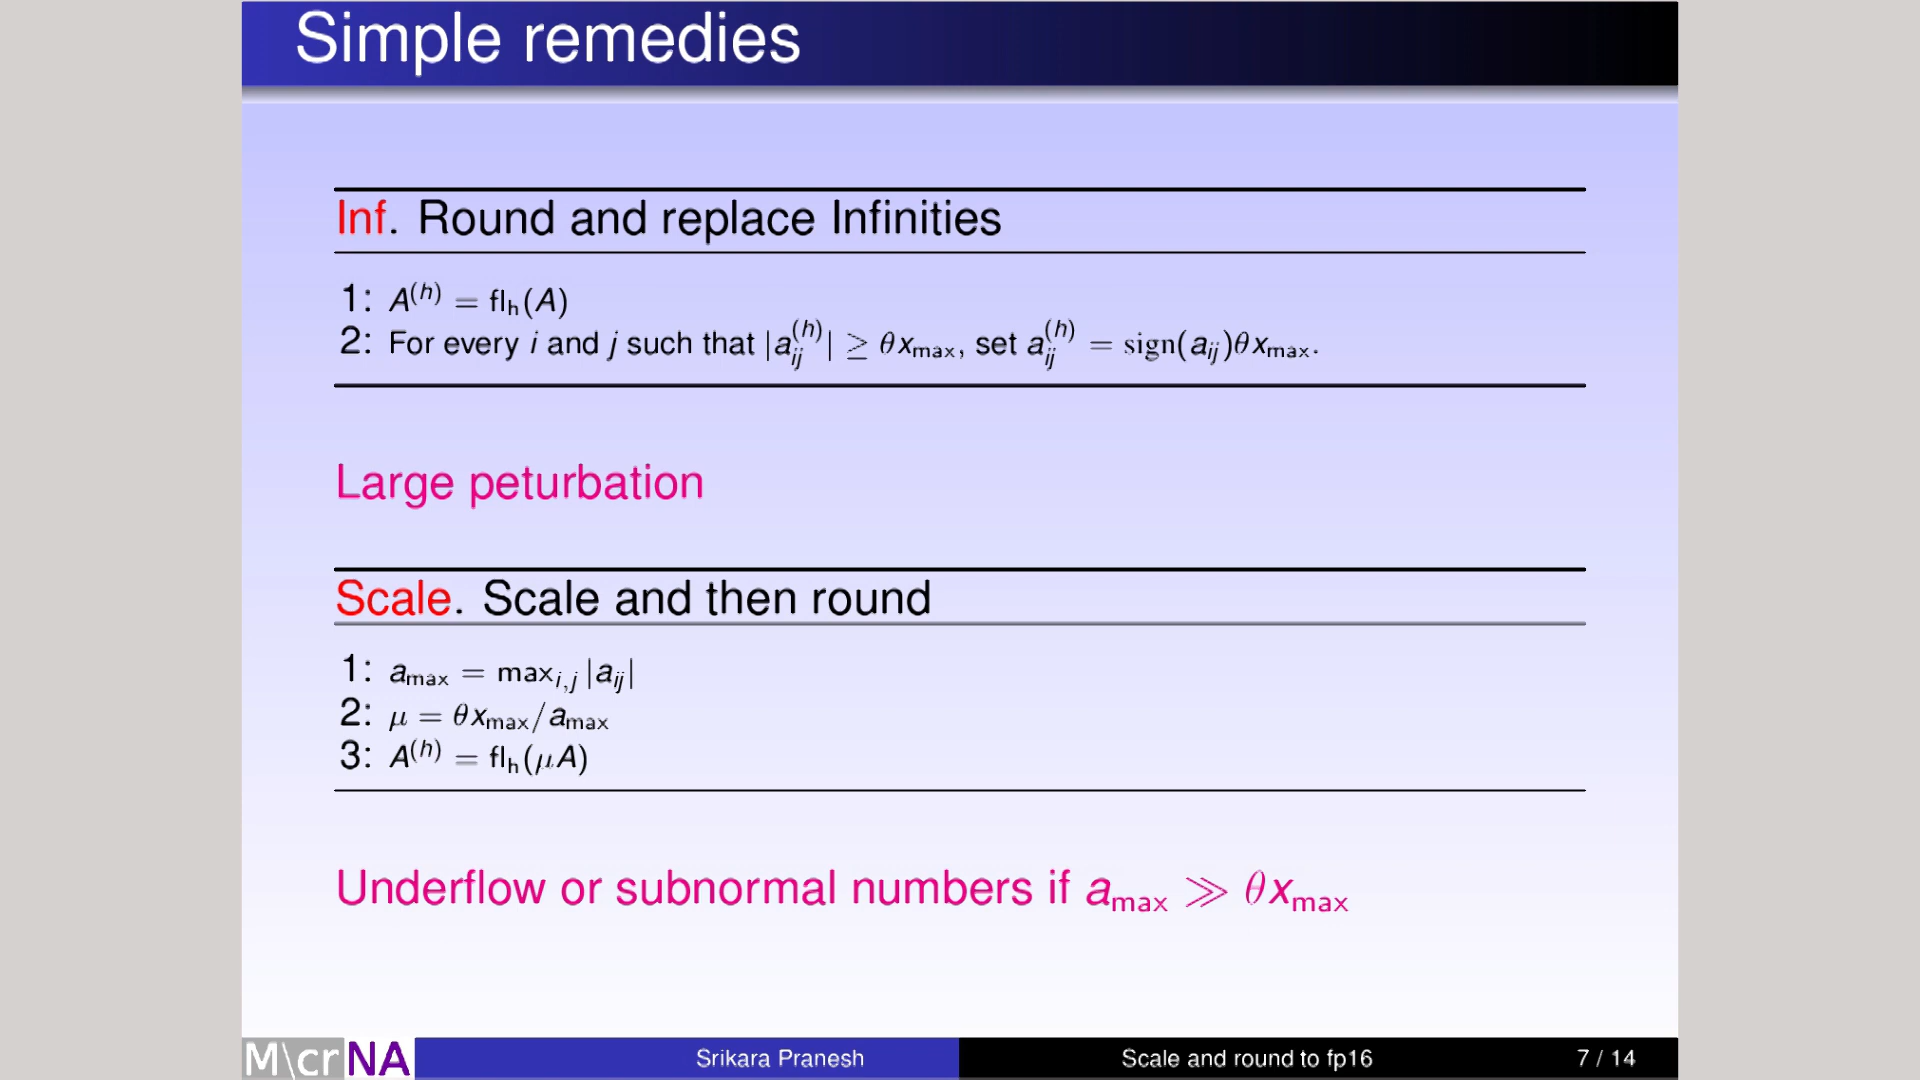 Simple remedies
Inf. Round and replace Infinities
1: A^(h) = fl_h(A)
2: For every i and j such that |a_ij^(h)| ≥ θx_max, set a_ij^(h) = sign(a_ij)θx_max.
Large peturbation
Scale. Scale and then round
1: a_max = max_i,j |a_ij|
2: μ = θx_max/a_max
3: A^(h) = fl_h(μA)
Underflow or subnormal numbers if a_max ≫ θx_max
M\crNA Srikara Pranesh Scale and round to fp16 7 / 14